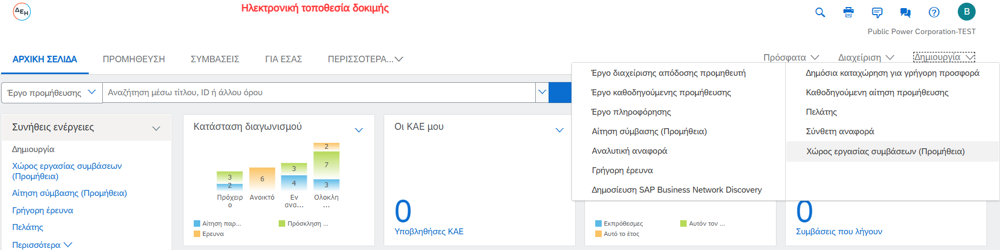 ΔΕΗ
Ηλεκτρονική τοποθεσία δοκιμής
B
Public Power Corporation-TEST
ΑΡΧΙΚΗ ΣΕΛΙΔΑ
ΠΡΟΜΗΘΕΥΣΗ
ΣΥΜΒΑΣΕΙΣ
ΓΙΑ ΕΣΑΣ
ΠΕΡΙΣΣΟΤΕΡΑ...
Πρόσφατα
Διαχείριση
Δημιουργία
Έργο διαχείρισης απόδοσης προμηθευτή
Έργο καθοδηγούμενης προμήθευσης
Έργο πληροφόρησης
Αίτηση σύμβασης (Προμήθεια)
Αναλυτική αναφορά
Γρήγορη έρευνα
Δημοσίευση SAP Business Network Discovery
Δημόσια καταχώρηση για γρήγορη προσφορά
Καθοδηγούμενη αίτηση προμήθευσης
Πελάτης
Σύνθετη αναφορά
Χώρος εργασίας συμβάσεων (Προμήθεια)
Έργο προμήθευσης
Αναζήτηση μέσω τίτλου, ID ή άλλου όρου
Συνήθεις ενέργειες
Δημιουργία
Χώρος εργασίας συμβάσεων
(Προμήθεια)
Αίτηση σύμβασης (Προμήθεια)
Γρήγορη έρευνα
Πελάτης
Περισσότερα
Κατάσταση διαγωνισμού
3
2
6
3
4
2
7
3
Πρόχειρ
ο
Ανοικτό
Εν
ανα...
Ολοκλη
...
Αίτηση παρ...
Πρόσκληση ...
Έρευνα
Οι ΚΑΕ μου
0
Υποβληθήσες ΚΑΕ
Εκπρόθεσμες
Αυτόν τον ...
Αυτό το έτος
0
Συμβάσεις που λήγουν